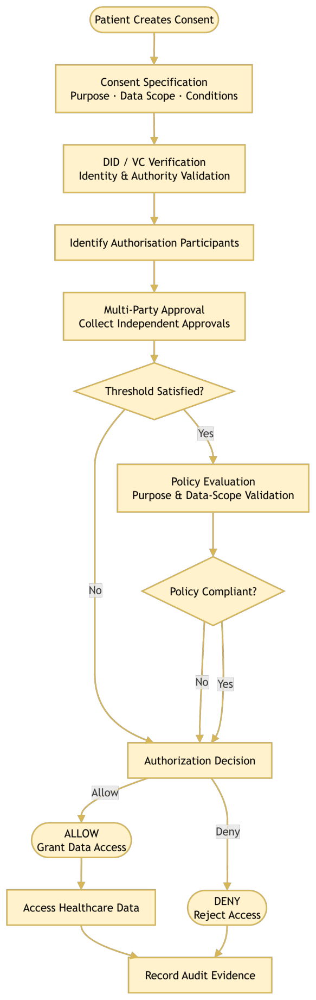 Patient Creates Consent
Consent Specification
Purpose · Data Scope · Conditions
DID / VC Verification
Identity & Authority Validation
Identify Authorisation Participants
Multi-Party Approval
Collect Independent Approvals
Threshold Satisfied?
Yes
Policy Evaluation
Purpose & Data-Scope Validation
No
Policy Compliant?
No
Yes
Authorization Decision
Allow
Deny
ALLOW
Grant Data Access
Access Healthcare Data
DENY
Reject Access
Record Audit Evidence